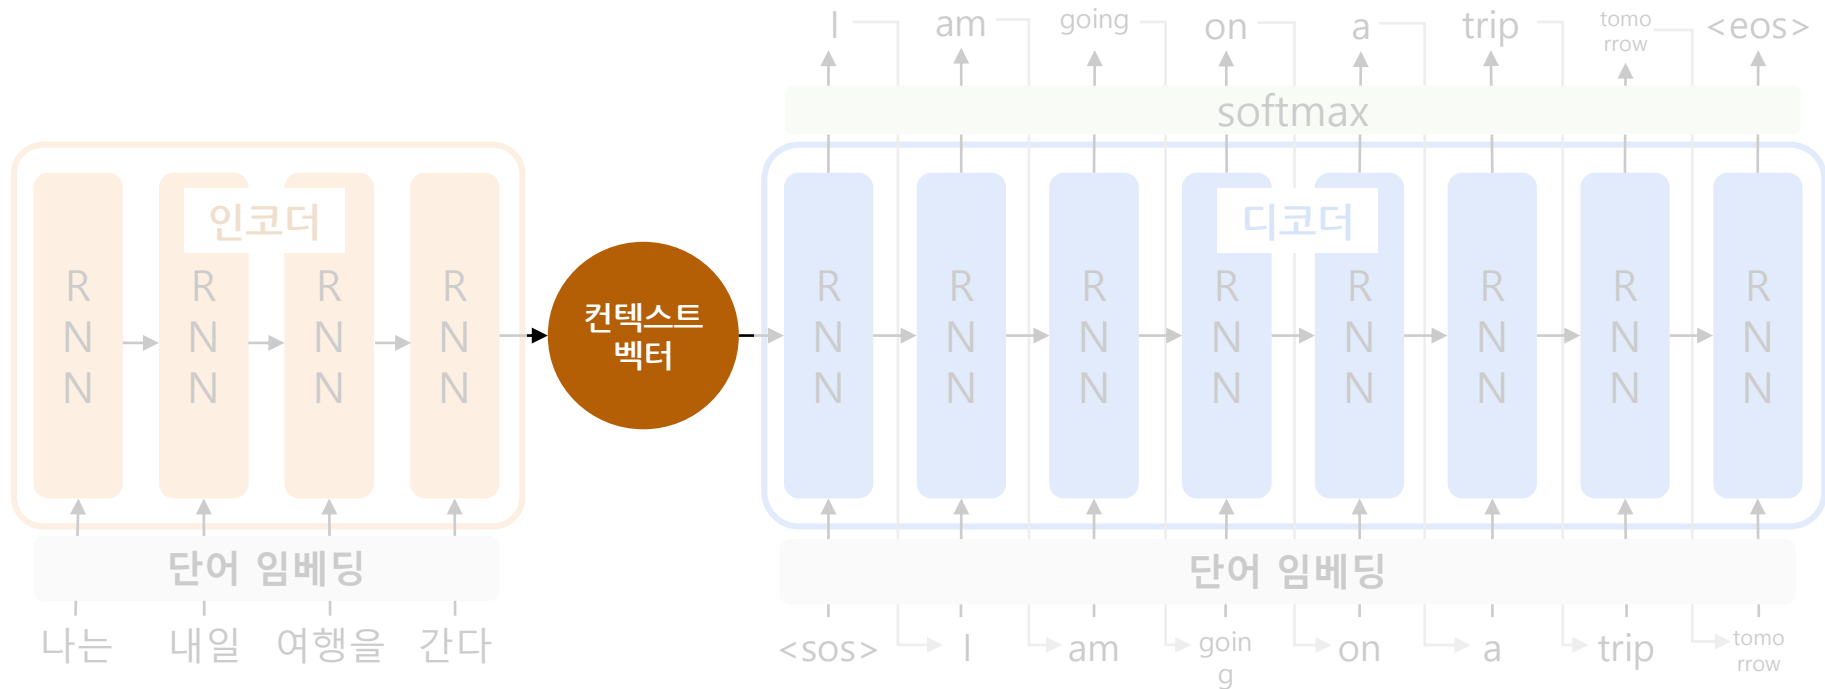 I am going on a trip tomo <eos>
rrow
softmax
인코더
디코더
R R R R
N N N N
N N N N
컨텍스트
벡터
R R R R R R R R
N N N N N N N N
N N N N N N N N
단어 임베딩
단어 임베딩
나는 내일 여행을 간다
<sos> I am goin on a trip tomo
g rrow